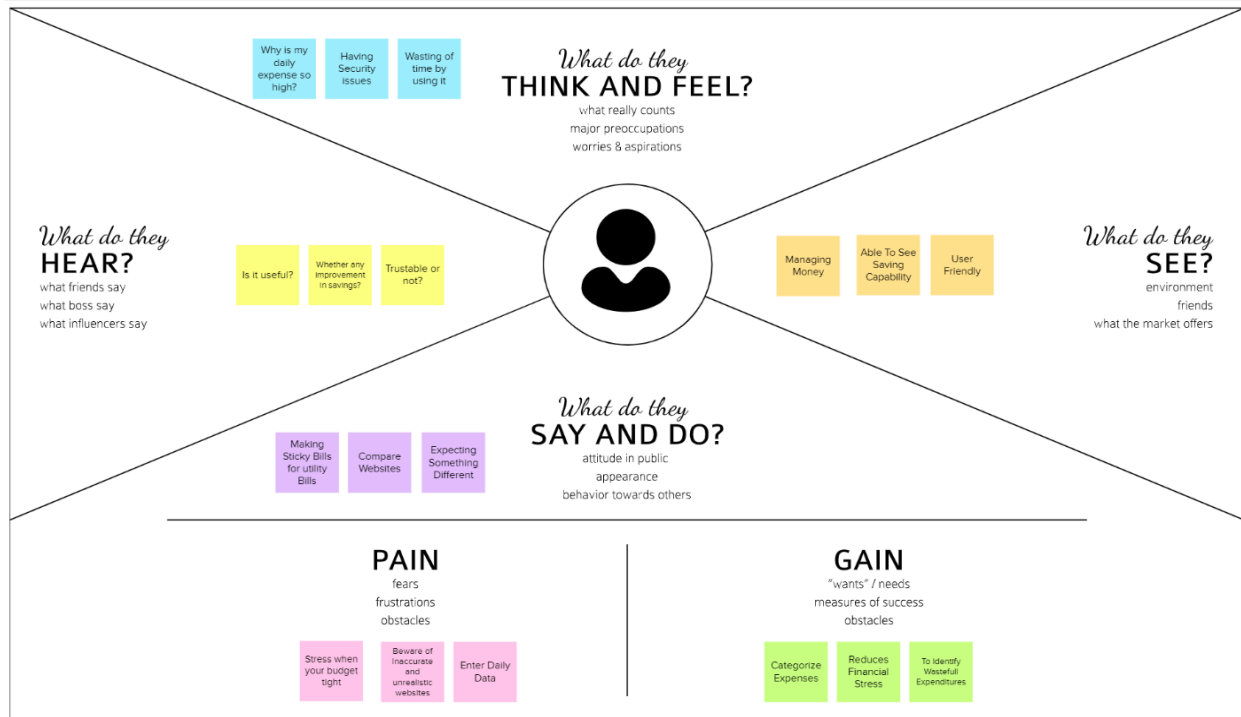 Why is my
daily
expense so
high?
Having
Security
issues
Wasting of
time by
using it
What do they
THINK AND FEEL?
what really counts
major preoccupations
worries & aspirations
What do they
HEAR?
what friends say
what boss say
what influencers say
Is it useful?
Whether any
improvement
in savings?
Trustable or
not?
Managing
Money
Able To See
Saving
Capability
User
Friendly
What do they
SEE?
environment
friends
what the market offers
What do they
SAY AND DO?
attitude in public
appearance
behavior towards others
Making
Sticky Bills
for utility
Bills
Compare
Websites
Expecting
Something
Different
PAIN
fears
frustrations
obstacles
Stress when
your budget
tight
Beware of
Inaccurate
and
unrealistic
websites
Enter Daily
Data
GAIN
"wants" / needs
measures of success
obstacles
Categorize
Expenses
Reduces
Financial
Stress
To Identify
Wastefull
Expenditures